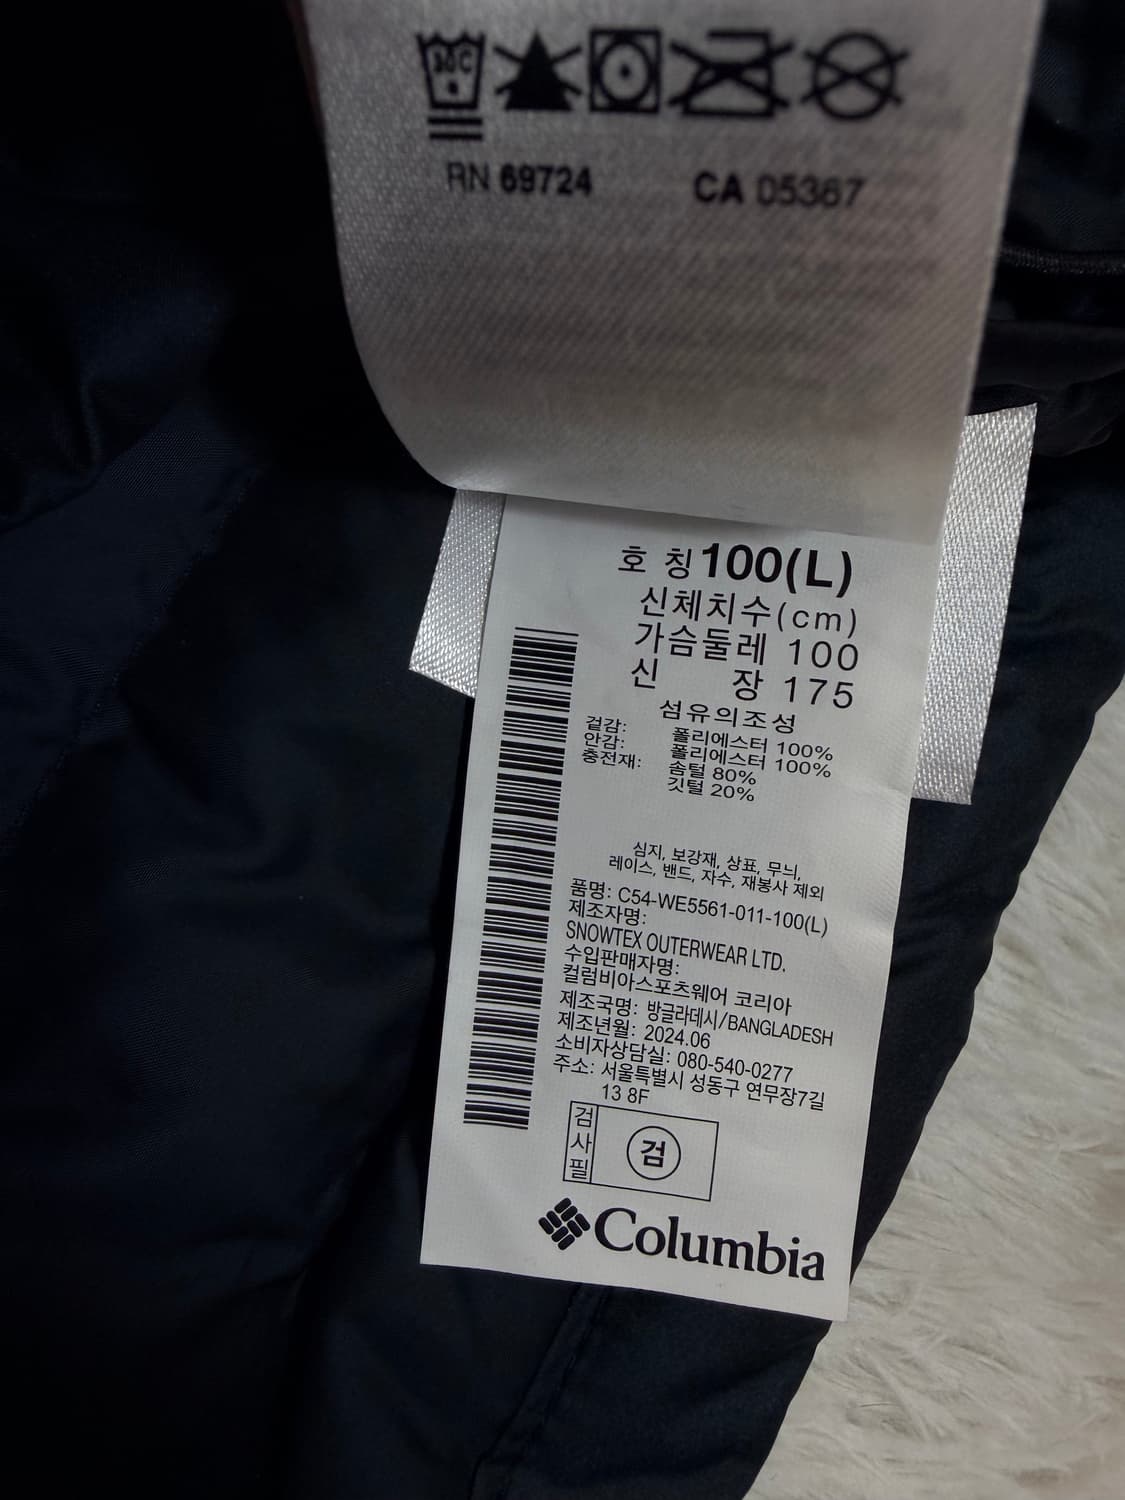 30C
RN 69724 CA 05367
호 칭 100(L)
신체치수(cm)
가슴둘레 100
신 장 175
섬유의조성
겉감: 폴리에스터 100%
안감: 폴리에스터 100%
충전재: 솜털 80%
깃털 20%
심지, 보강재, 상표, 무늬,
레이스, 밴드, 자수, 재봉사 제외
품명: C54-WE5561-011-100(L)
제조자명:
SNOWTEX OUTERWEAR LTD.
수입판매자명:
컬럼비아스포츠웨어 코리아
제조국명: 방글라데시/BANGLADESH
제조년월: 2024.06
소비자상담실: 080-540-0277
주소: 서울특별시 성동구 연무장7길
13 8F
검사필 검
Columbia